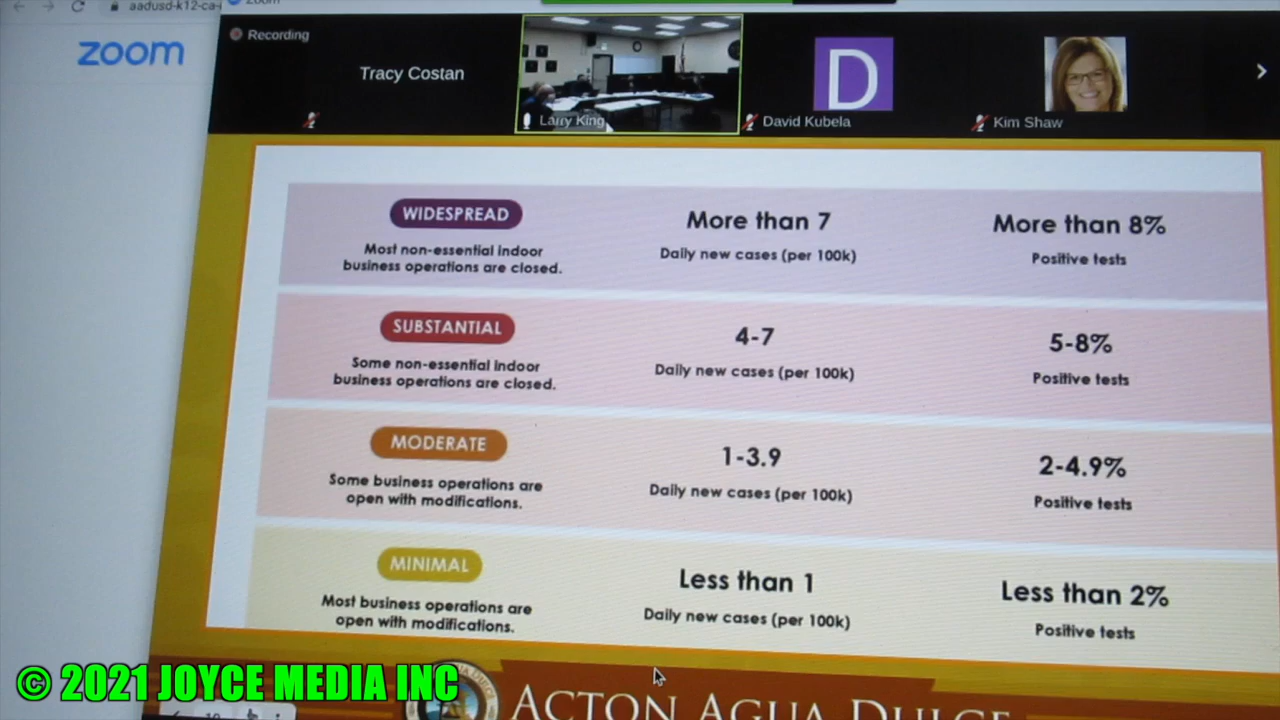 aadusd-k12-ca-
Zoom
zoom
Recording
Tracy Costan
Larry King
D
David Kubela
Kim Shaw
WIDESPREAD
Most non-essential indoor
business operations are closed.
More than 7
Daily new cases (per 100k)
More than 8%
Positive tests
SUBSTANTIAL
Some non-essential indoor
business operations are closed.
4-7
Daily new cases (per 100k)
5-8%
Positive tests
MODERATE
Some business operations are
open with modifications.
1-3.9
Daily new cases (per 100k)
2-4.9%
Positive tests
MINIMAL
Most business operations are
open with modifications.
Less than 1
Daily new cases (per 100k)
Less than 2%
Positive tests
ACTON AGUA DULCE
© 2021 JOYCE MEDIA INC